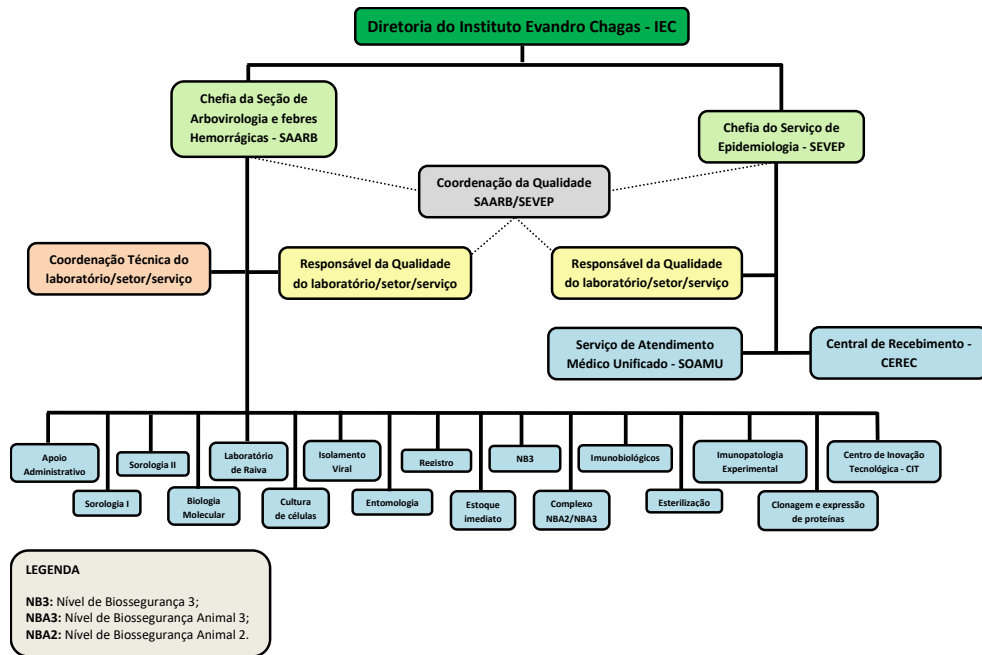 Diretoria do Instituto Evandro Chagas - IEC
Chefia da Seção de
Arbovirologia e febres
Hemorrágicas - SAARB
Chefia do Serviço de
Epidemiologia - SEVEP
Coordenação da Qualidade
SAARB/SEVEP
Coordenação Técnica do
laboratório/setor/serviço
Responsável da Qualidade
do laboratório/setor/serviço
Responsável da Qualidade
do laboratório/setor/serviço
Serviço de Atendimento
Médico Unificado - SOAMU
Central de Recebimento -
CEREC
Apoio
Administrativo
Sorologia I
Sorologia II
Biologia
Molecular
Laboratório
de Raiva
Cultura
de células
Isolamento
Viral
Entomologia
Registro
Estoque
imediato
NB3
Complexo
NBA2/NBA3
Imunobiológicos
Esterilização
Imunopatologia
Experimental
Clonagem e expressão
de proteínas
Centro de Inovação
Tecnológica - CIT
LEGENDA
NB3: Nível de Biossegurança 3;
NBA3: Nível de Biossegurança Animal 3;
NBA2: Nível de Biossegurança Animal 2.